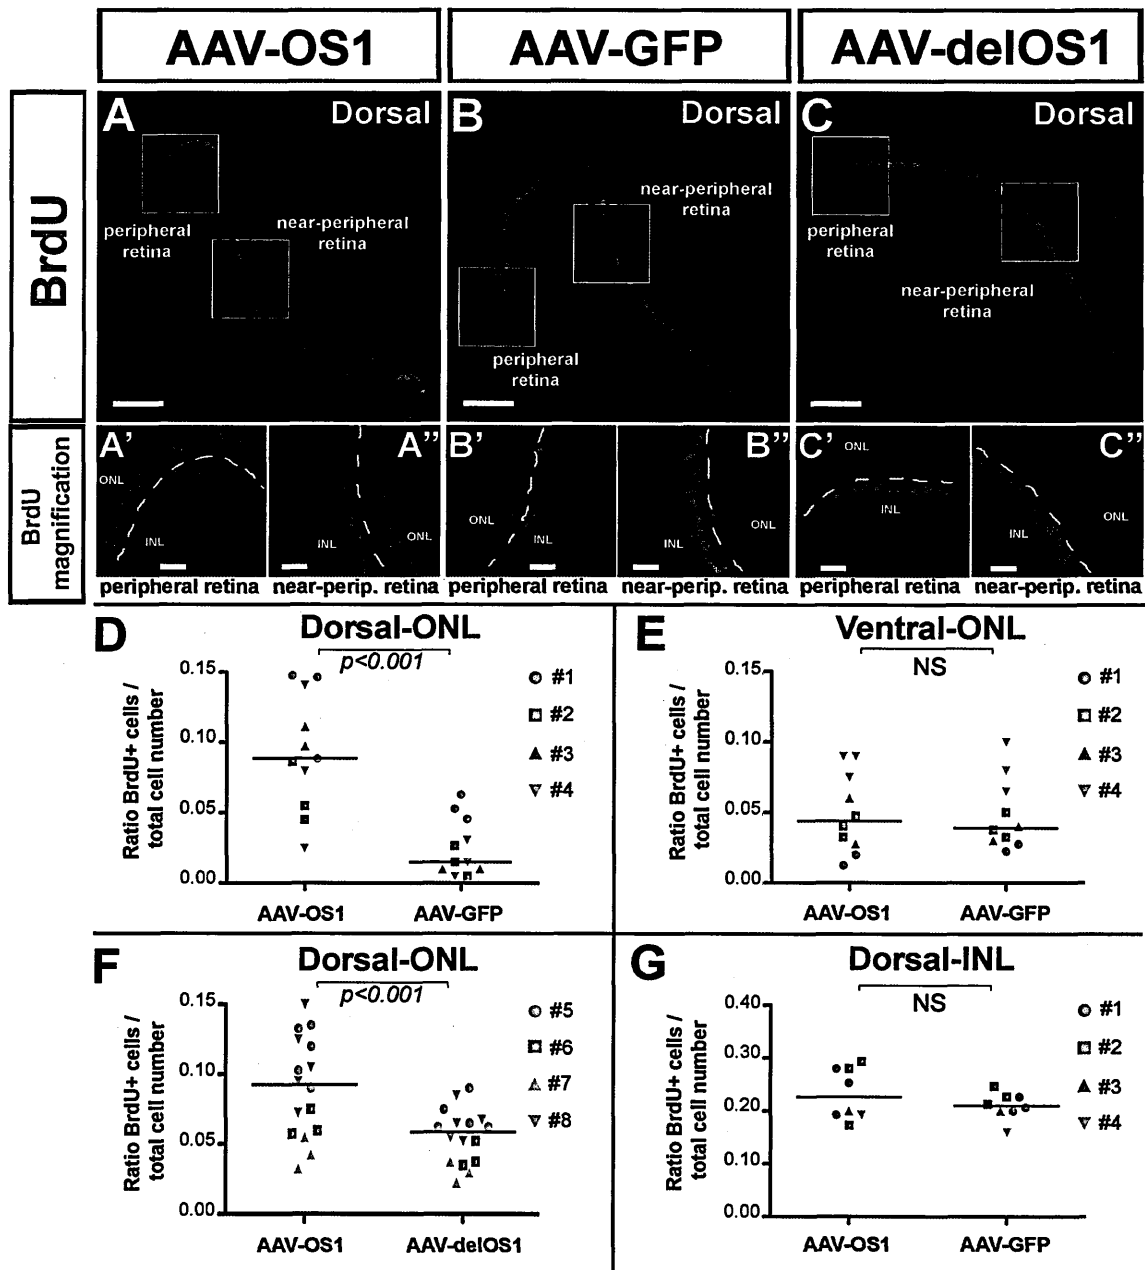 AAV-OS1 AAV-GFP AAV-delOS1
BrdU
A Dorsal
peripheral
retina
near-peripheral
retina
B Dorsal
near-peripheral
retina
peripheral
retina
C Dorsal
peripheral
retina
near-peripheral
retina
BrdU
magnification
A' ONL INL
A'' INL ONL
B' ONL INL
B'' INL ONL
C' ONL INL
C'' INL ONL
peripheral retina near-perip. retina peripheral retina near-perip. retina peripheral retina near-perip. retina
D Dorsal-ONL
p<0.001
Ratio BrdU+ cells /
total cell number
0.15
0.10
0.05
0.00
#1
#2
#3
#4
AAV-OS1 AAV-GFP
E Ventral-ONL
NS
Ratio BrdU+ cells /
total cell number
0.15
0.10
0.05
0.00
#1
#2
#3
#4
AAV-OS1 AAV-GFP
F Dorsal-ONL
p<0.001
Ratio BrdU+ cells /
total cell number
0.15
0.10
0.05
0.00
#5
#6
#7
#8
AAV-OS1 AAV-delOS1
G Dorsal-INL
NS
Ratio BrdU+ cells /
total cell number
0.40
0.30
0.20
0.10
0.00
#1
#2
#3
#4
AAV-OS1 AAV-GFP